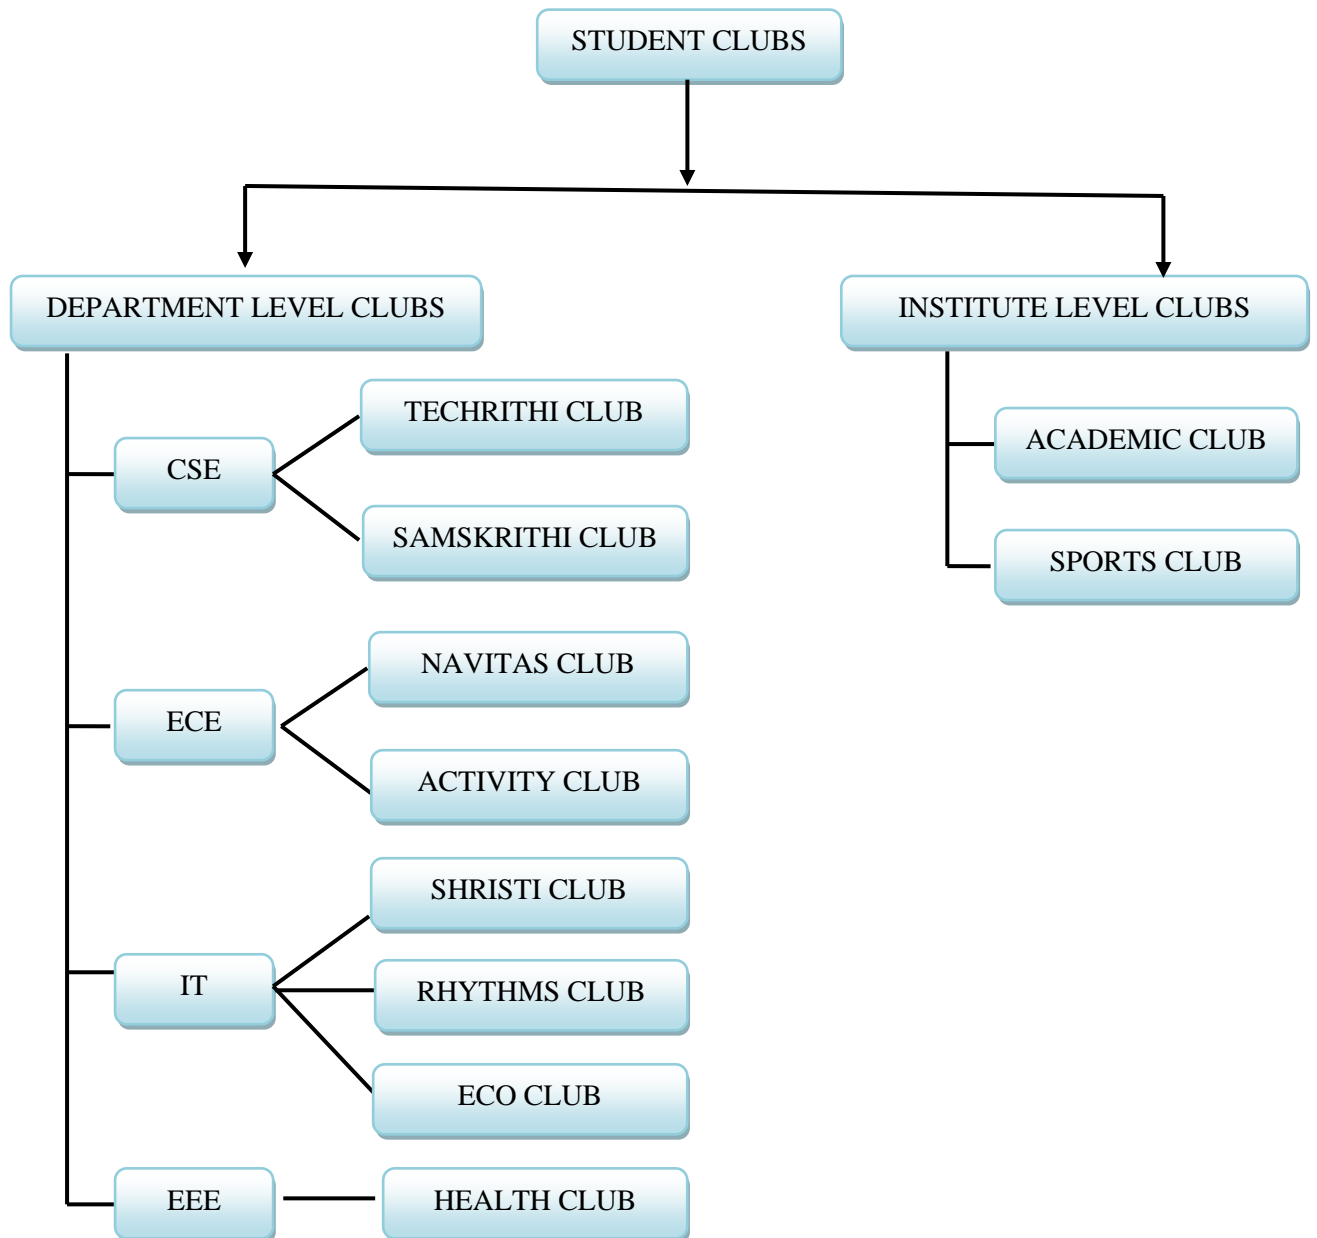 STUDENT CLUBS
DEPARTMENT LEVEL CLUBS
INSTITUTE LEVEL CLUBS
CSE
TECHRITHI CLUB
SAMSKRITHI CLUB
ECE
NAVITAS CLUB
ACTIVITY CLUB
IT
SHRISTI CLUB
RHYTHMS CLUB
ECO CLUB
EEE
HEALTH CLUB
ACADEMIC CLUB
SPORTS CLUB